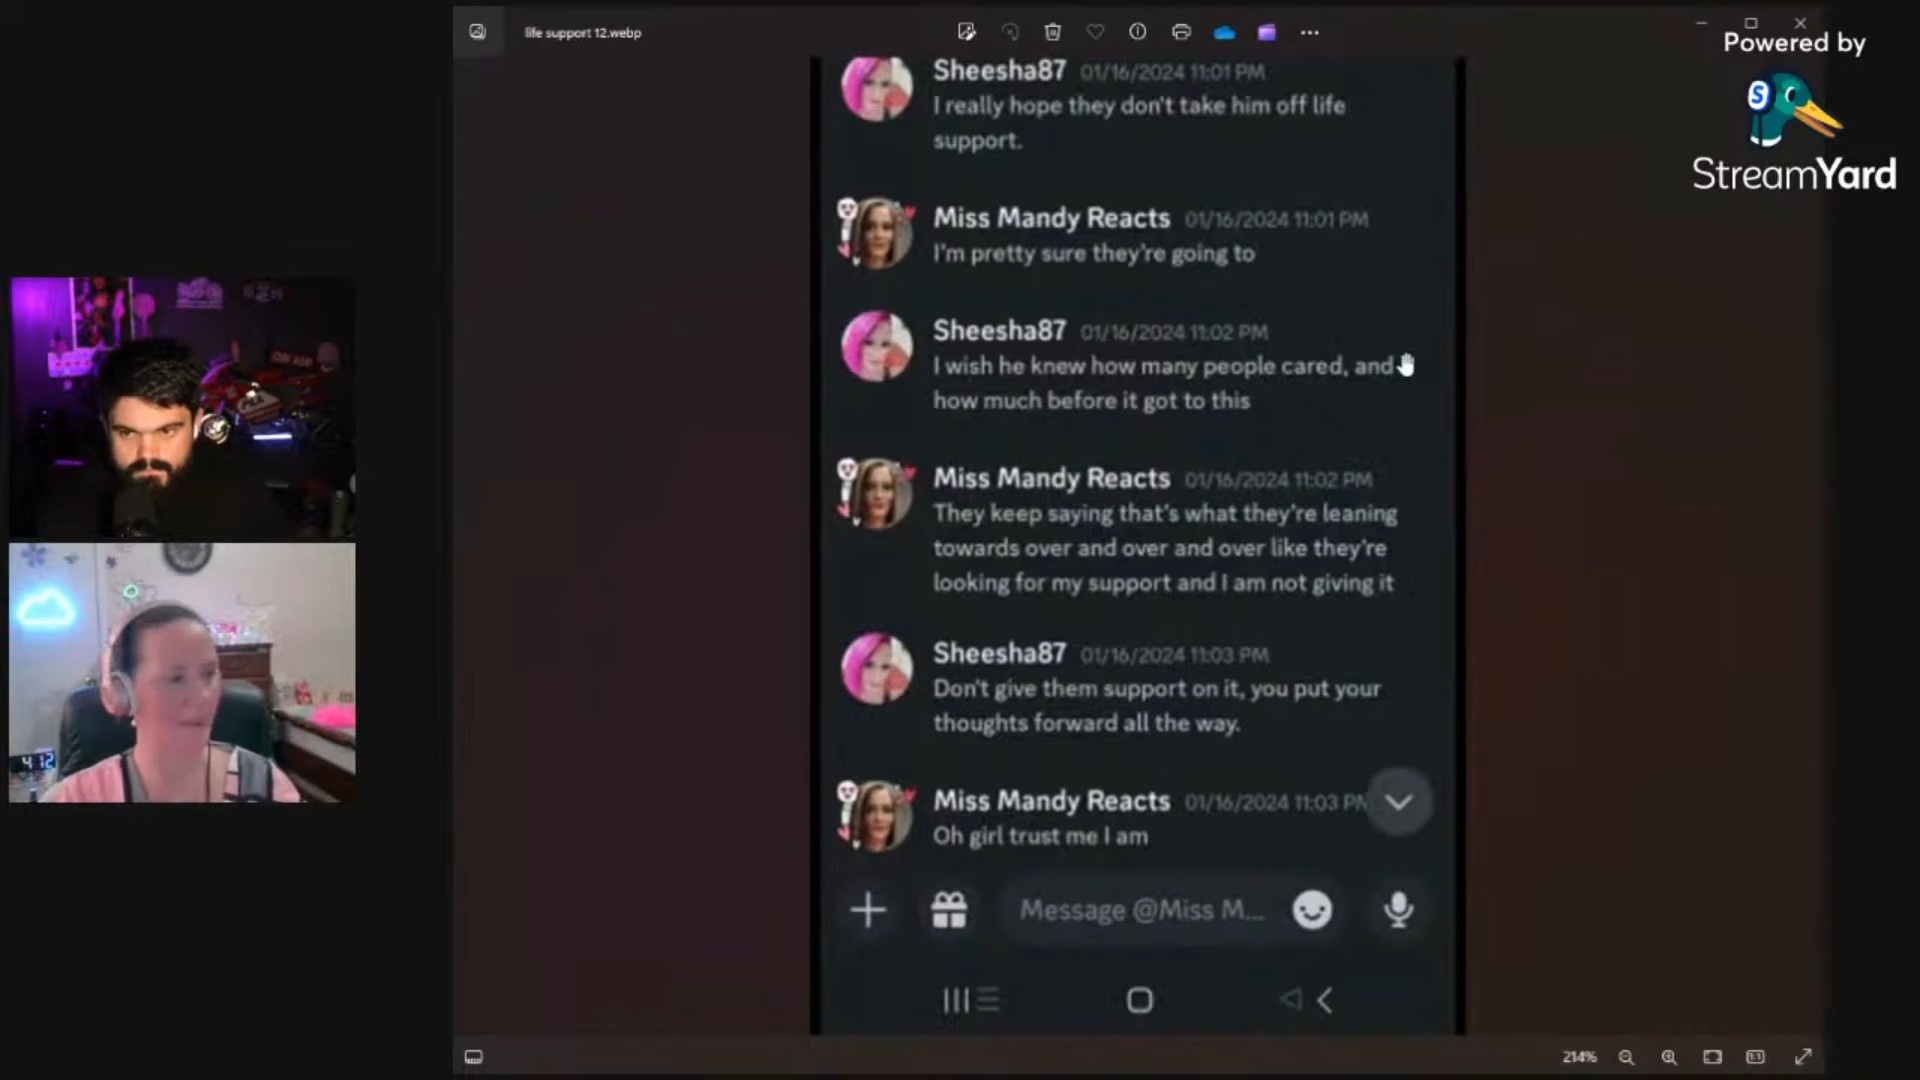 life support 12.webp
Powered by
StreamYard
Sheesha87 01/16/2024 11:01 PM
I really hope they don't take him off life
support.
Miss Mandy Reacts 01/16/2024 11:01 PM
I'm pretty sure they're going to
Sheesha87 01/16/2024 11:02 PM
I wish he knew how many people cared, and
how much before it got to this
Miss Mandy Reacts 01/16/2024 11:02 PM
They keep saying that's what they're leaning
towards over and over and over like they're
looking for my support and I am not giving it
Sheesha87 01/16/2024 11:03 PM
Don't give them support on it, you put your
thoughts forward all the way.
Miss Mandy Reacts 01/16/2024 11:03 PM
Oh girl trust me I am
Message @Miss M...
ON AIR
4:12
214%